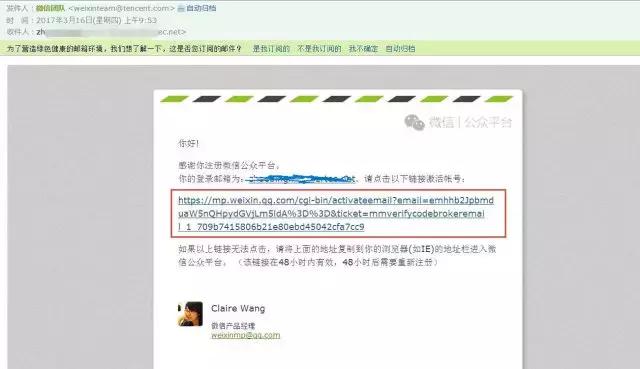 发件人：微信团队 <weixinteam@tencent.com> 自动归档
时 间：2017年3月16日(星期四) 上午9:53
收件人：zh ec.net>
为了营造绿色健康的邮箱环境，我们想了解一下，这是否您订阅的邮件？ 是我订阅的 不是我订阅的 我不确定 自动归档
微信 | 公众平台
你好!
感谢你注册微信公众平台。
你的登录邮箱为： 请点击以下链接激活帐号：
https://mp.weixin.qq.com/cgi-bin/activateemail?email=emhhb2Jpbmd
uaW5nQHpydGVjLm5ldA%3D%3D&ticket=mmverifycodebrokeremai
l_1_709b7415806b21e80ebd45042cfa7cc9
如果以上链接无法点击，请将上面的地址复制到你的浏览器(如IE)的地址栏进入微
信公众平台。 （该链接在48小时内有效，48小时后需要重新注册）
Claire Wang
微信产品经理
weixinmp@qq.com